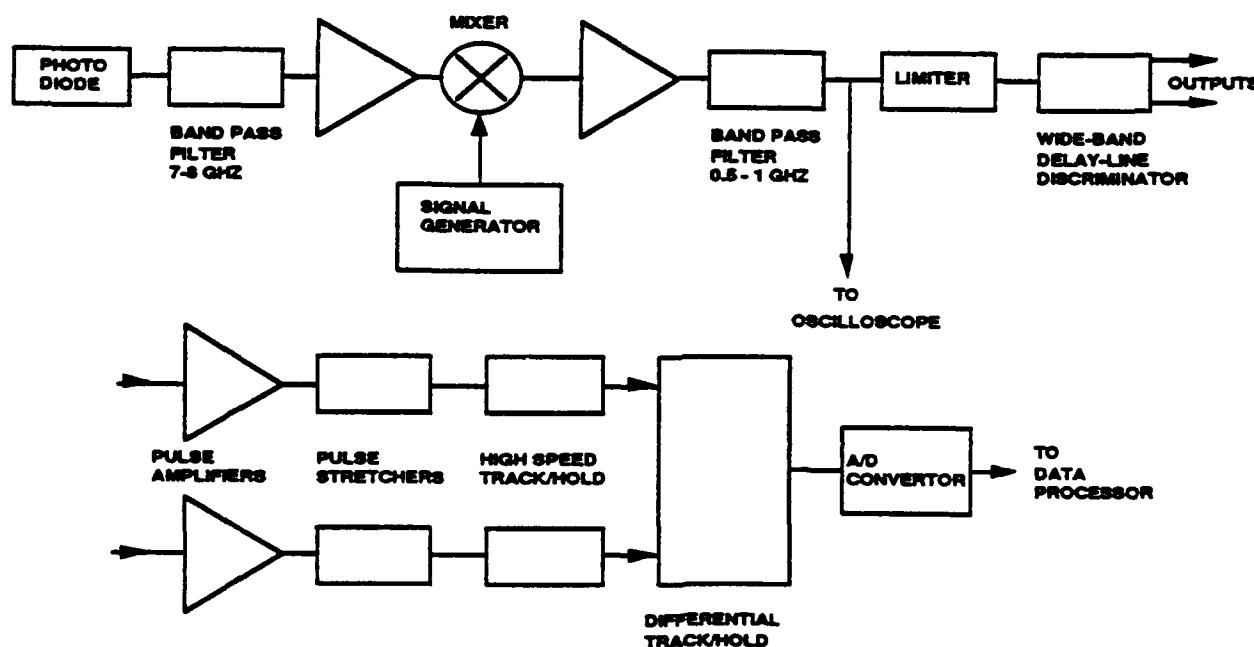 MIXER
PHOTO
DIODE
LIMITER
OUTPUTS
BAND PASS
FILTER
7-8 GHZ
BAND PASS
FILTER
0.5 - 1 GHZ
WIDE-BAND
DELAY-LINE
DISCRIMINATOR
SIGNAL
GENERATOR
TO
OSCILLOSCOPE
PULSE
AMPLIFIERS
PULSE
STRETCHERS
HIGH SPEED
TRACK/HOLD
A/D
CONVERTOR
TO
DATA
PROCESSOR
DIFFERENTIAL
TRACK/HOLD